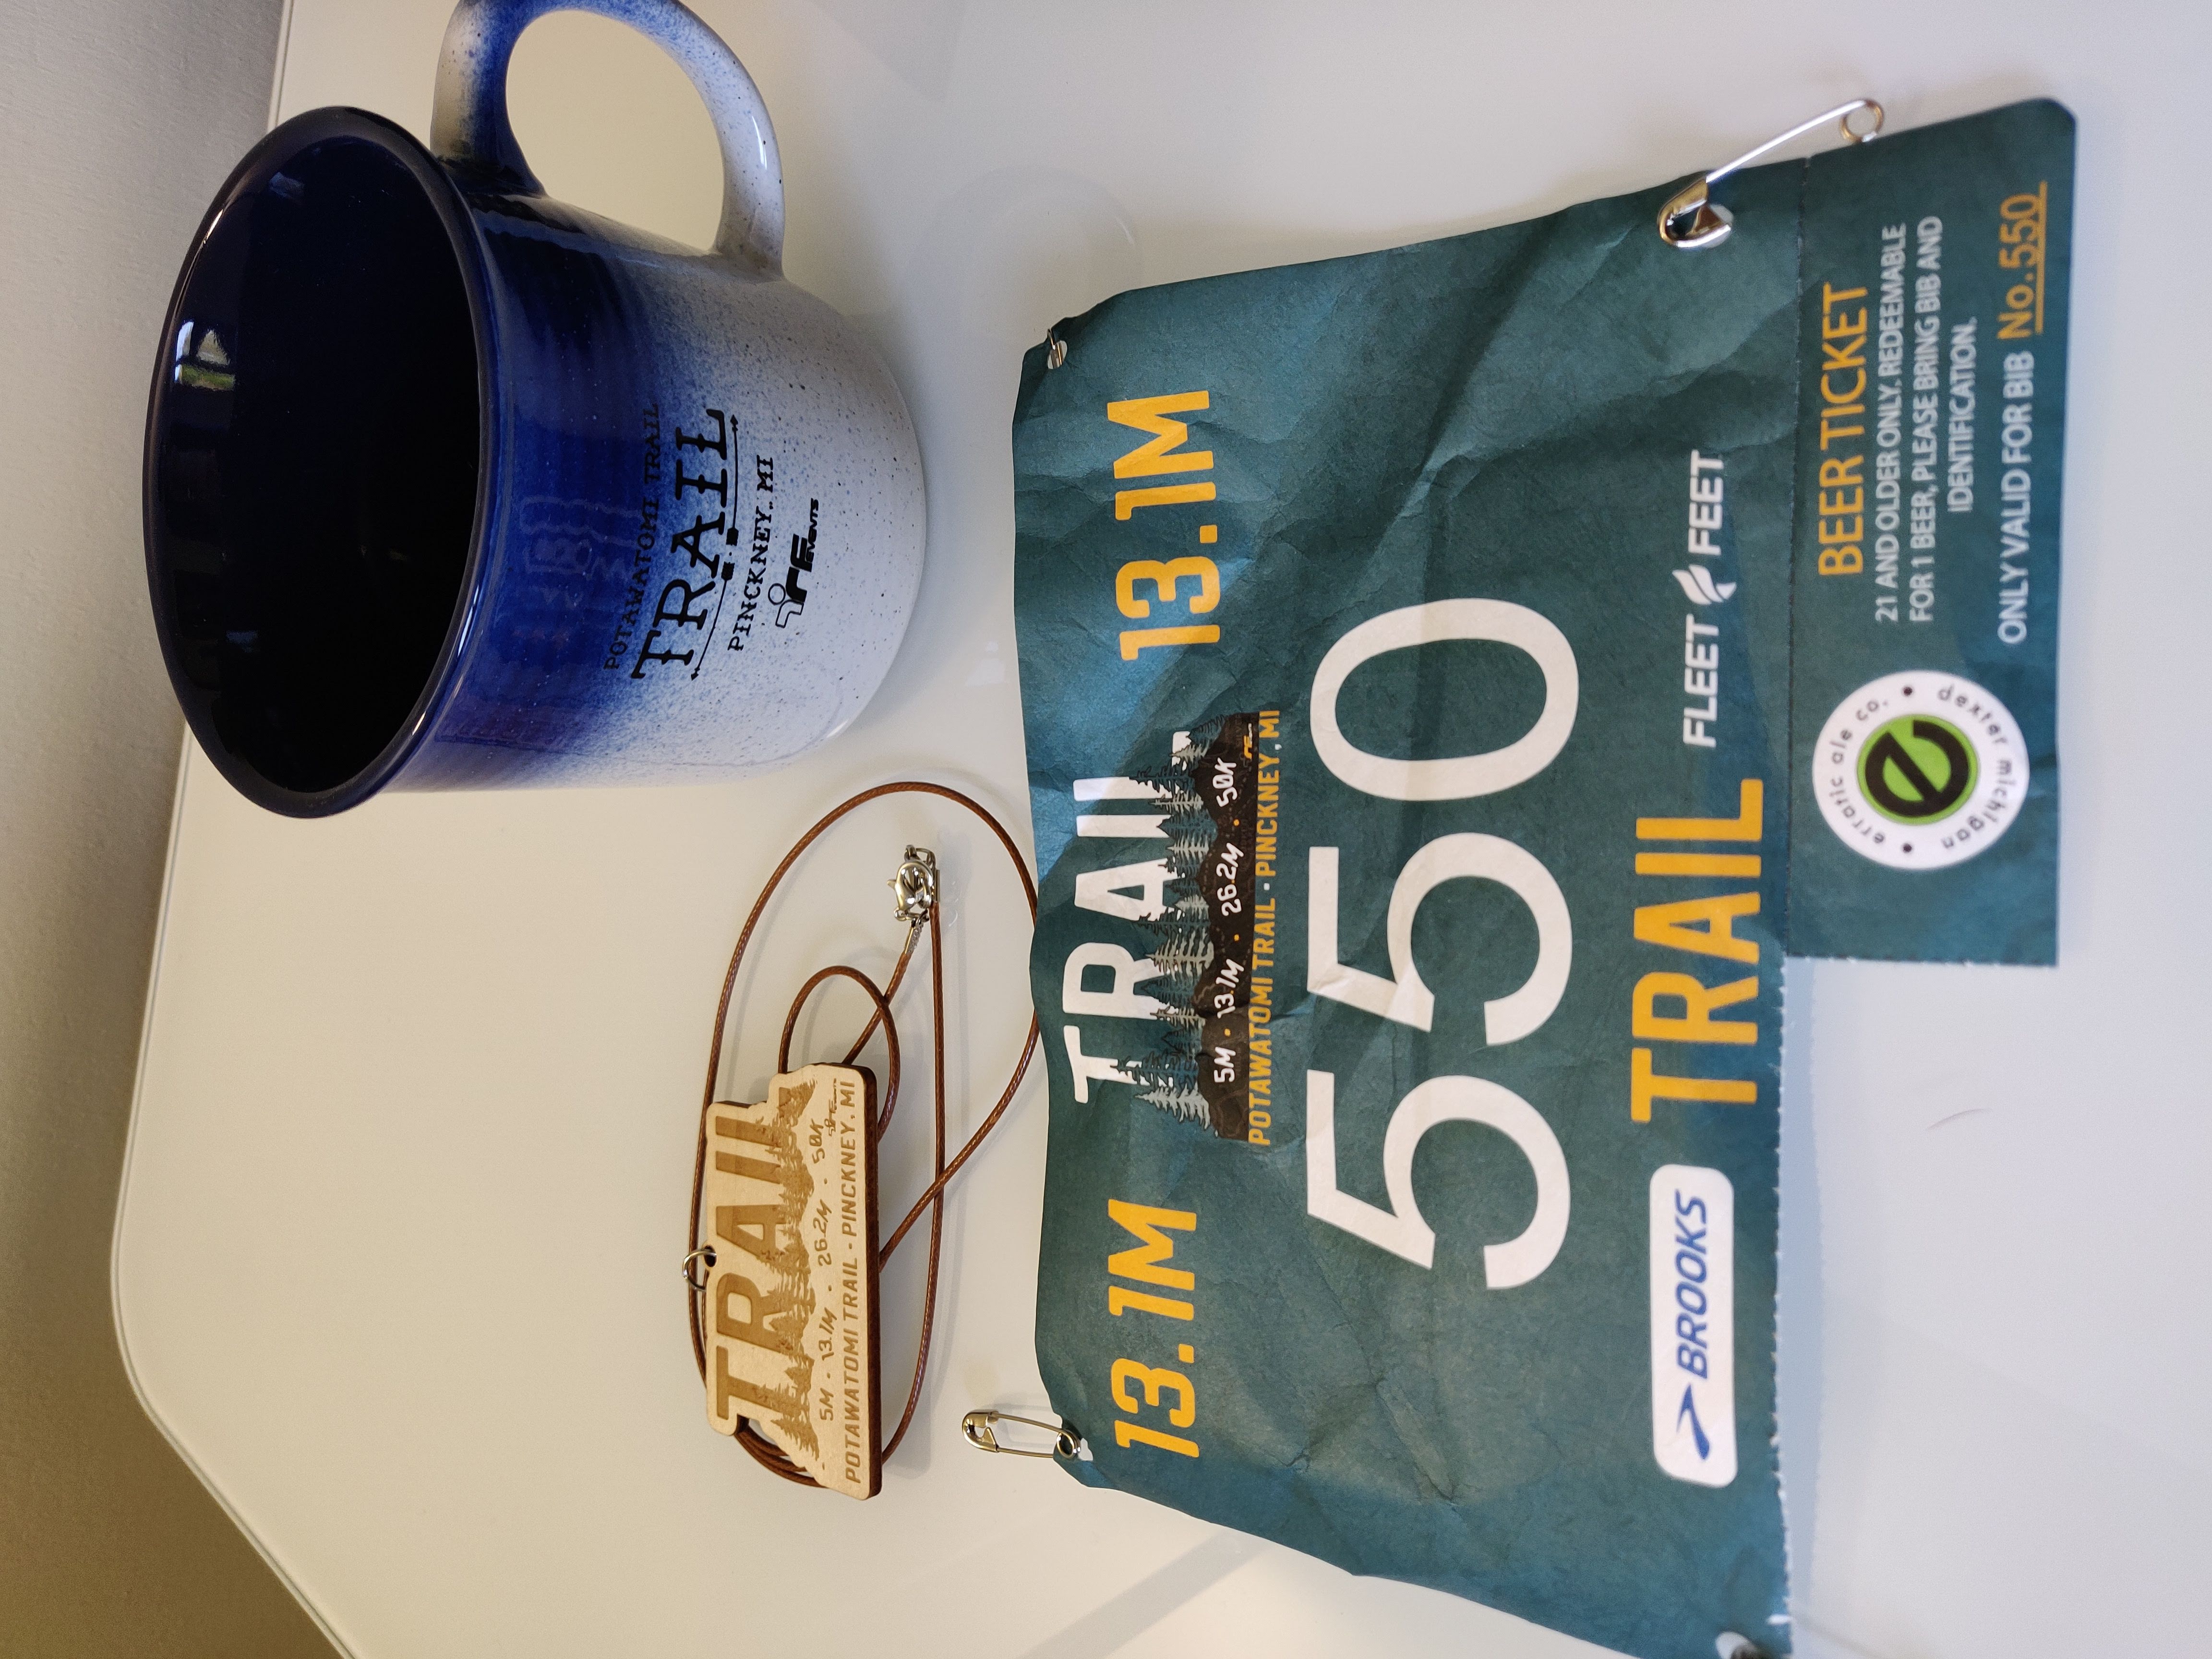 POTAWATOMI TRAIL
TRAIL
PINCKNEY, MI
RF EVENTS
TRAIL
5M · 13.1M · 26.2M · 50K
RF EVENTS
POTAWATOMI TRAIL - PINCKNEY, MI
13.1M
TRAIL
5M · 13.1M · 26.2M · 50K
POTAWATOMI TRAIL - PINCKNEY, MI
13.1M
550
BROOKS
TRAIL
FLEET FEET
erratic ale co.
e
dexter michigan
BEER TICKET
21 AND OLDER ONLY. REDEEMABLE
FOR 1 BEER, PLEASE BRING BIB AND
IDENTIFICATION.
ONLY VALID FOR BIB No.550